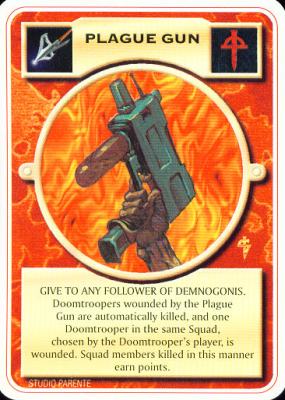 PLAGUE GUN
GIVE TO ANY FOLLOWER OF DEMNOGONIS.
Doomtroopers wounded by the Plague
Gun are automatically killed, and one
Doomtrooper in the same Squad,
chosen by the Doomtrooper's player, is
wounded. Squad members killed in this manner
earn points.
STUDIO PARENTE